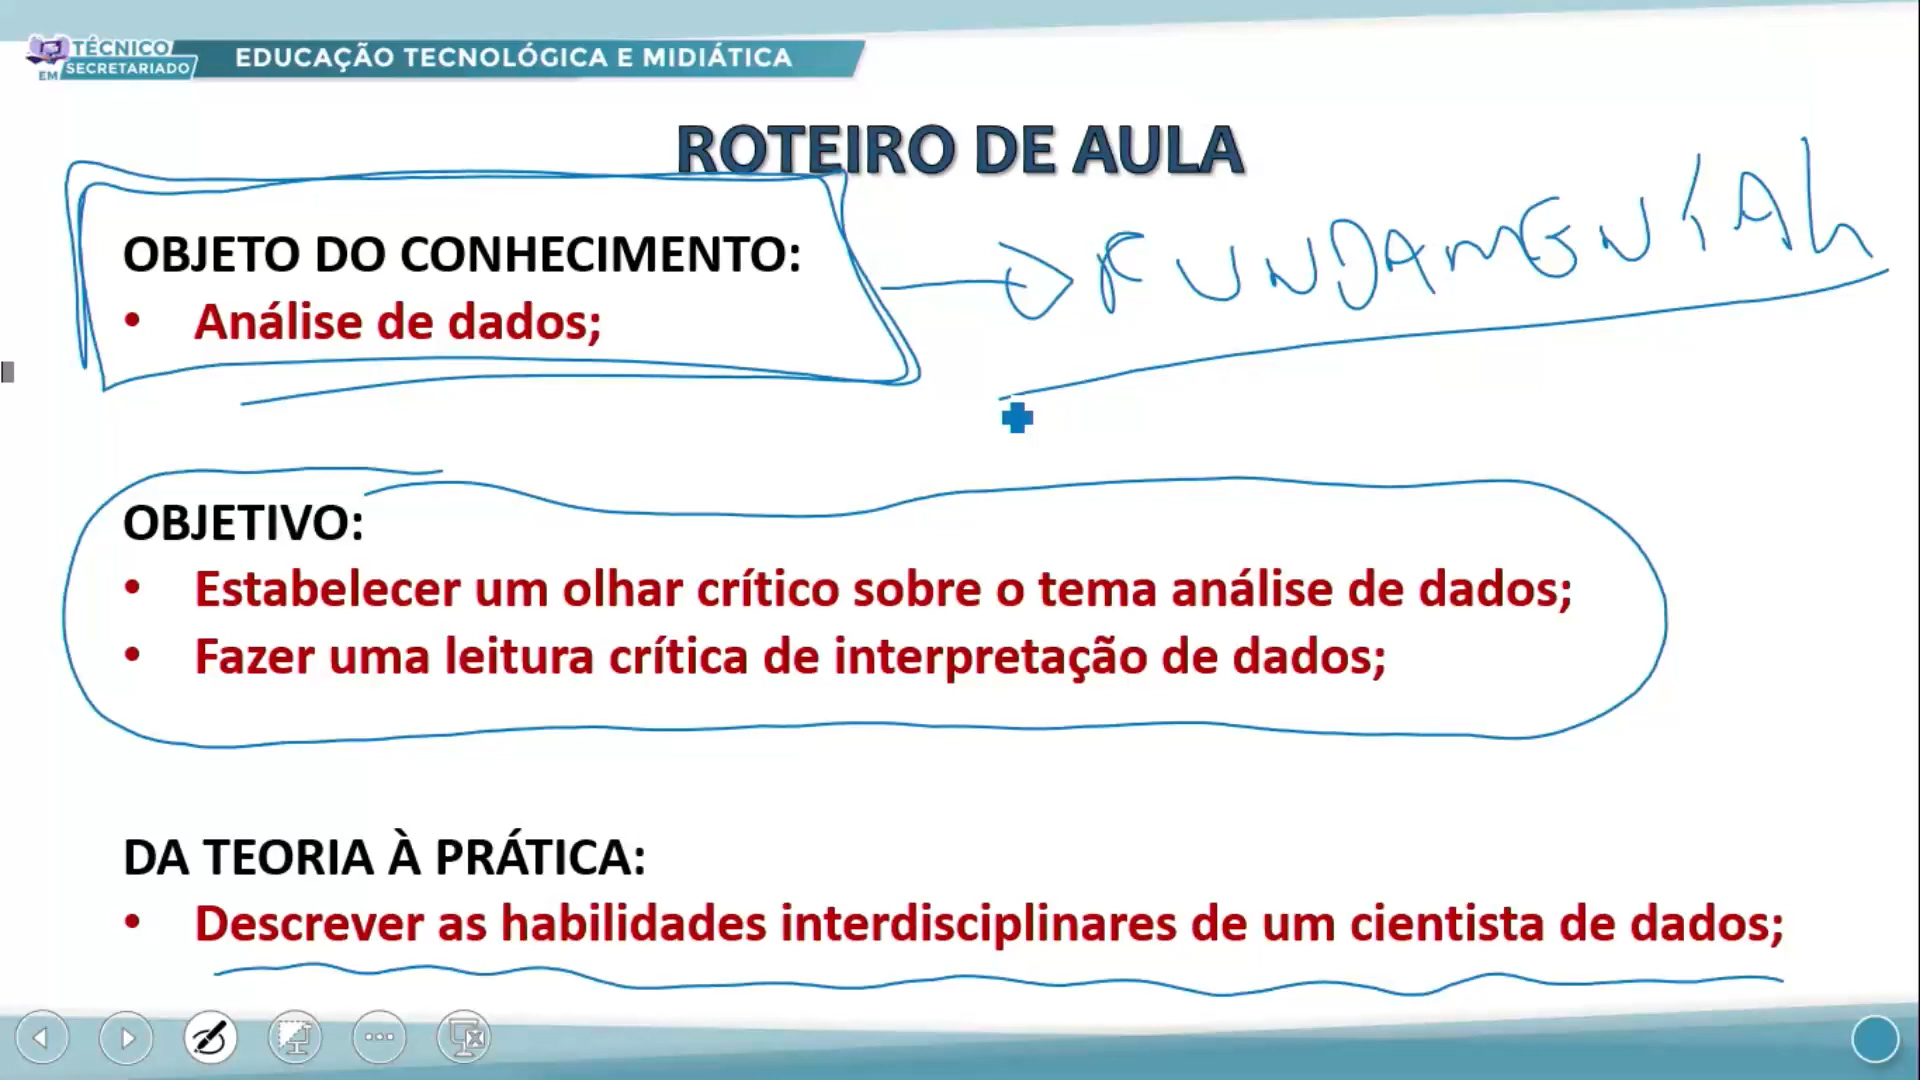 TÉCNICO
EM SECRETARIADO
EDUCAÇÃO TECNOLÓGICA E MIDIÁTICA
ROTEIRO DE AULA
OBJETO DO CONHECIMENTO:
• Análise de dados;
FUNDAMENTAL
OBJETIVO:
• Estabelecer um olhar crítico sobre o tema análise de dados;
• Fazer uma leitura crítica de interpretação de dados;
DA TEORIA À PRÁTICA:
• Descrever as habilidades interdisciplinares de um cientista de dados;